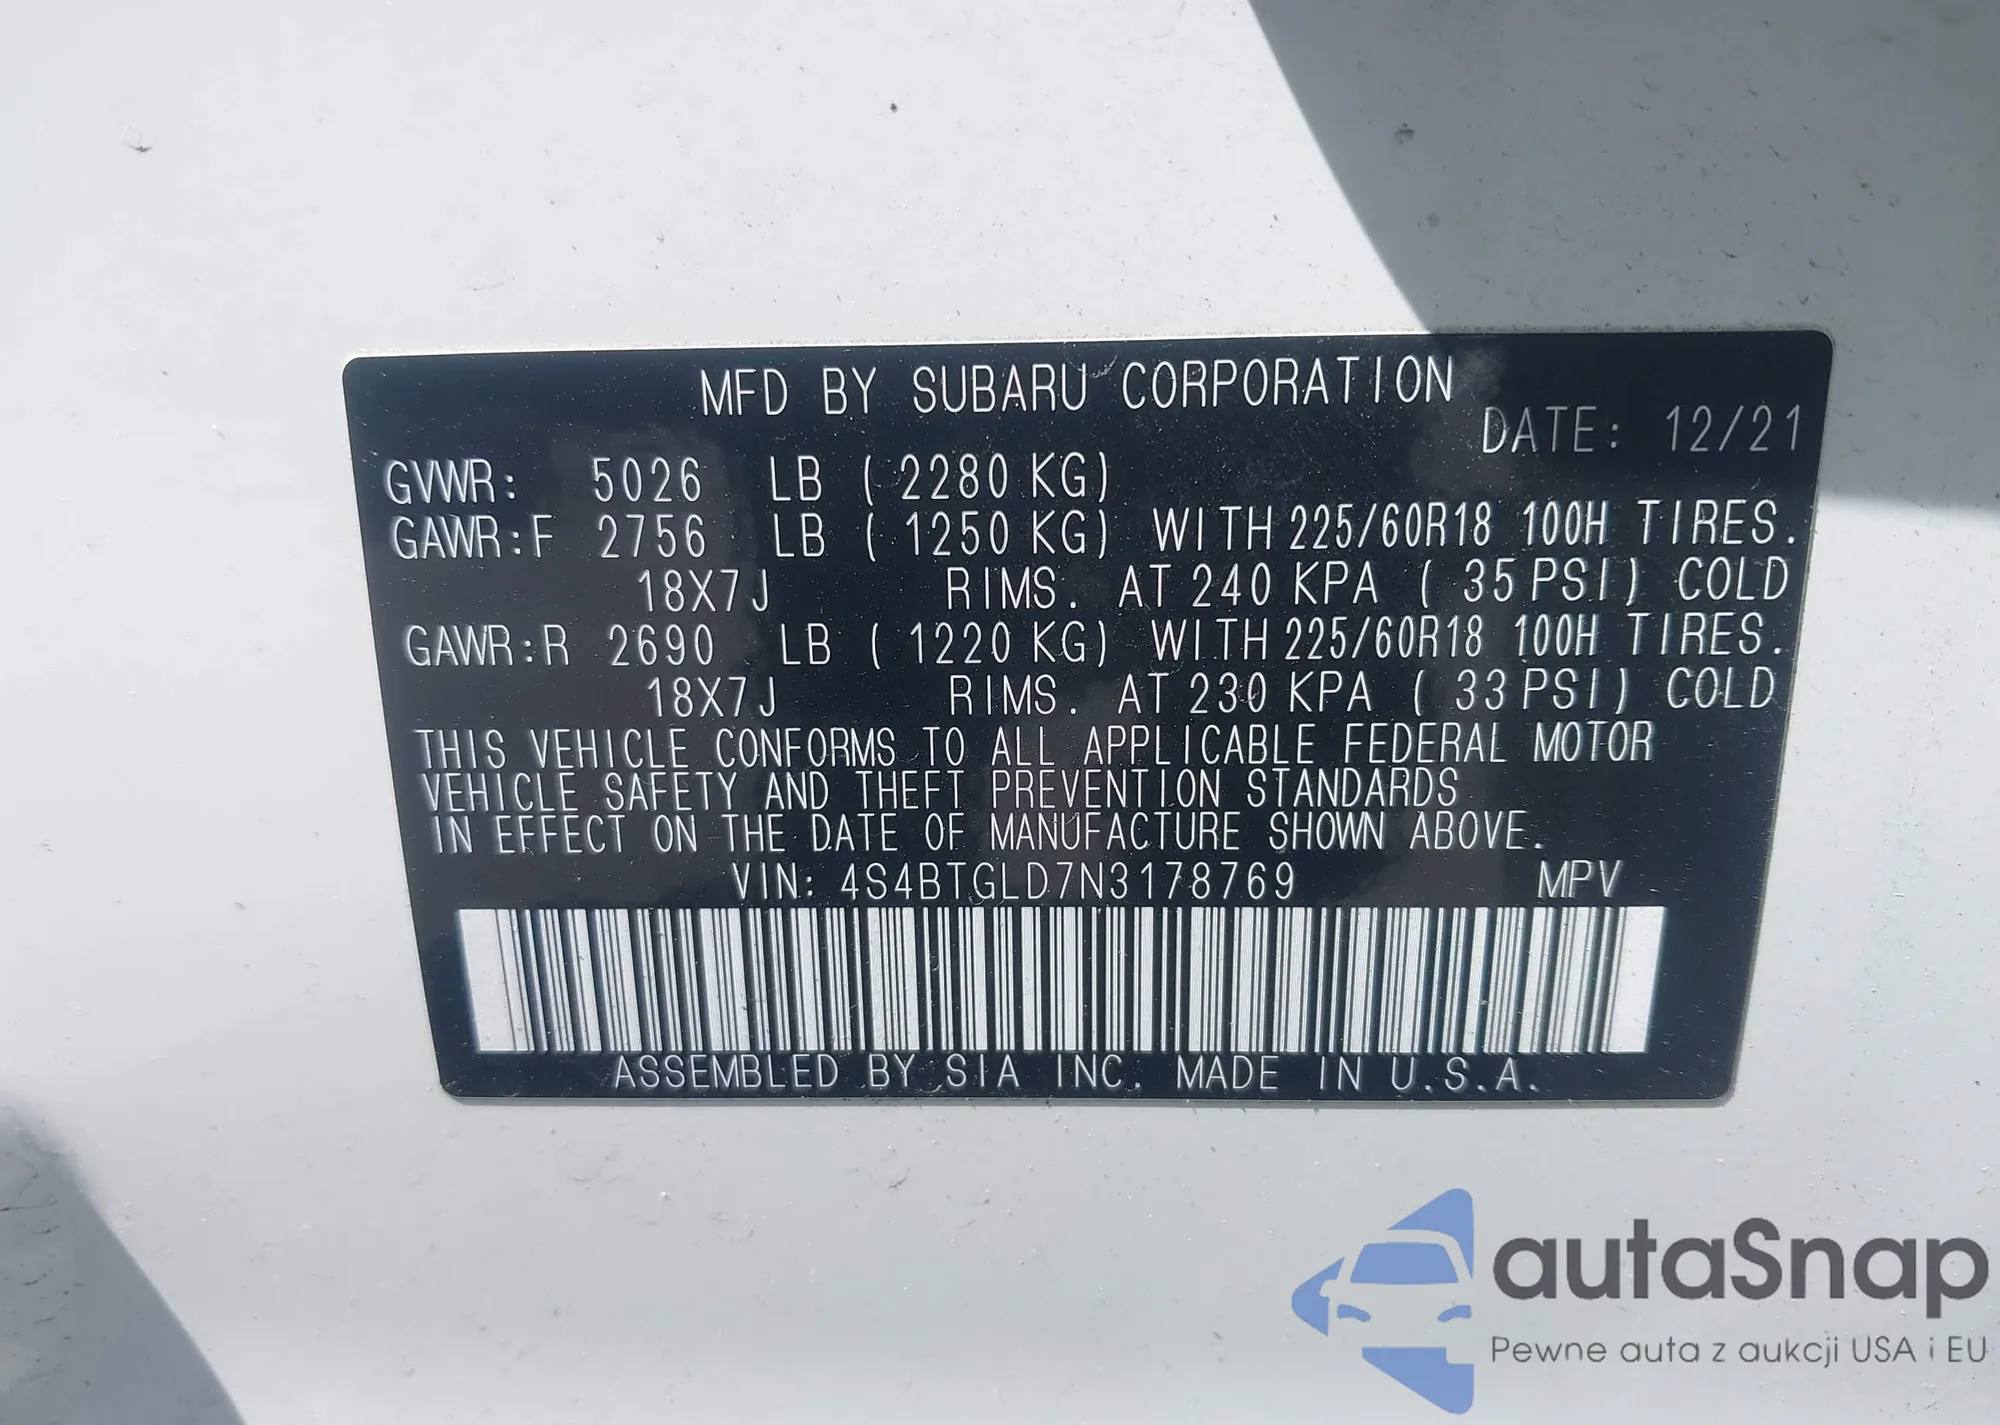 MFD BY SUBARU CORPORATION
DATE: 12/21
GVWR: 5026 LB (2280 KG)
GAWR:F 2756 LB (1250 KG) WITH 225/60R18 100H TIRES.
18X7J RIMS. AT 240 KPA ( 35 PSI) COLD
GAWR:R 2690 LB (1220 KG) WITH 225/60R18 100H TIRES.
18X7J RIMS. AT 230 KPA ( 33 PSI) COLD
THIS VEHICLE CONFORMS TO ALL APPLICABLE FEDERAL MOTOR
VEHICLE SAFETY AND THEFT PREVENTION STANDARDS
IN EFFECT ON THE DATE OF MANUFACTURE SHOWN ABOVE.
VIN: 4S4BTGLD7N3178769 MPV
ASSEMBLED BY SIA INC. MADE IN U.S.A.
autaSnap
Pewne auta z aukcji USA i EU